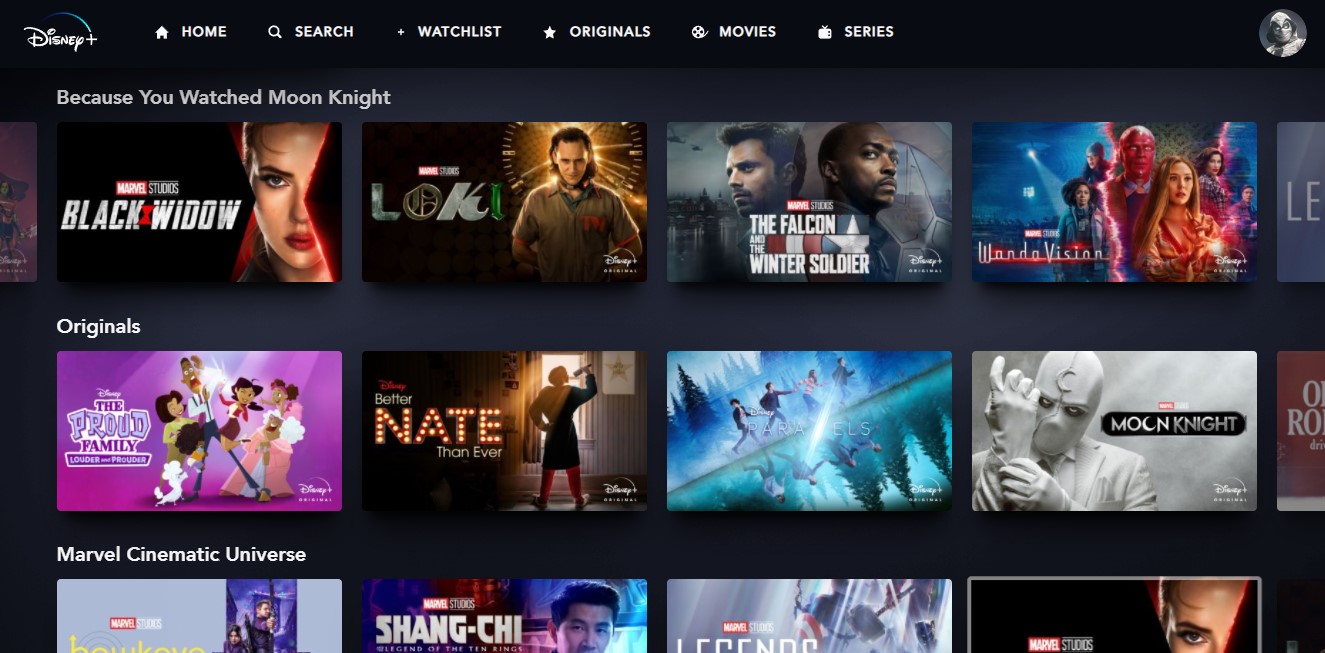 Disney+
HOME
SEARCH
+ WATCHLIST
ORIGINALS
MOVIES
SERIES
Because You Watched Moon Knight
MARVEL STUDIOS
BLACK WIDOW
MARVEL STUDIOS
LOKI
Disney+
ORIGINAL
MARVEL STUDIOS
THE FALCON
AND THE
WINTER SOLDIER
Disney+
ORIGINAL
MARVEL STUDIOS
WandaVision
Disney+
ORIGINAL
LE
Originals
Disney
THE
PROUD
FAMILY
LOUDER AND PROUDER
Disney+
ORIGINAL
Disney
Better
NATE
Than Ever
Disney+
ORIGINAL
Disney
PARALLELS
Disney+
ORIGINAL
MARVEL STUDIOS
MOON KNIGHT
Disney+
ORIGINAL
Marvel Cinematic Universe
MARVEL STUDIOS
hawkeye
MARVEL STUDIOS
SHANG-CHI
AND THE LEGEND OF THE TEN RINGS
MARVEL STUDIOS
LEGENDS
MARVEL STUDIOS